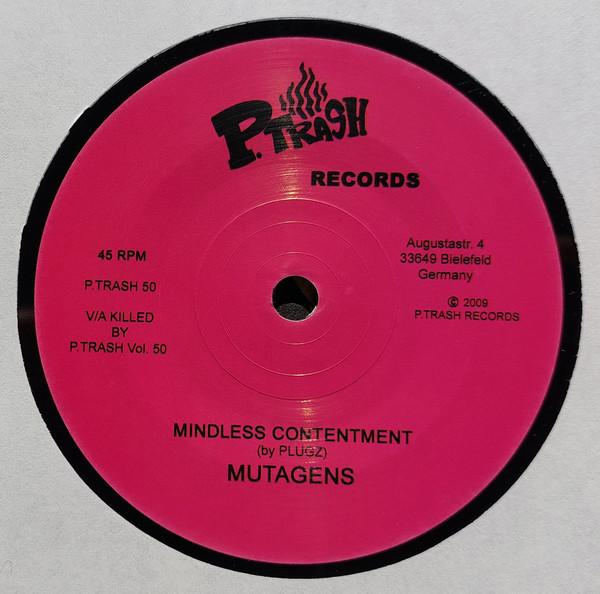 P.TRASH
RECORDS
45 RPM
P.TRASH 50
V/A KILLED
BY
P.TRASH Vol. 50
Augustastr. 4
33649 Bielefeld
Germany
© 2009
P.TRASH RECORDS
MINDLESS CONTENTMENT
(by PLUGZ)
MUTAGENS